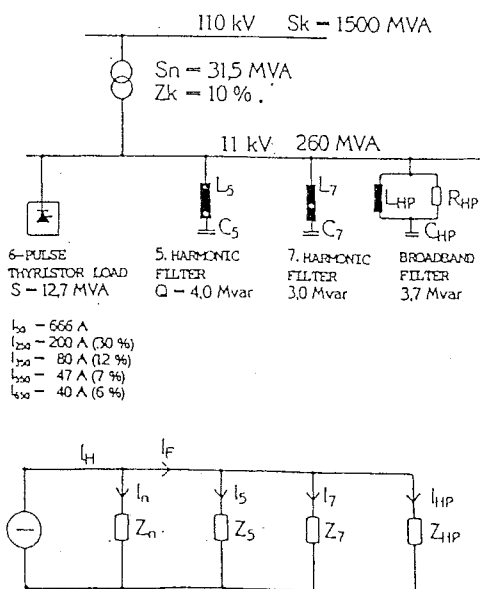 110 kV Sk = 1500 MVA
Sn = 31,5 MVA
Zk = 10 %.
11 kV 260 MVA
L5
C5
L7
C7
LHP
RHP
CHP
6-PULSE
THYRISTOR LOAD
S = 12,7 MVA
5. HARMONIC
FILTER
Q = 4,0 Mvar
7. HARMONIC
FILTER
3,0 Mvar
BROADBAND
FILTER
3,7 Mvar
I50 = 666 A
I250 = 200 A (30 %)
I350 = 80 A (12 %)
I550 = 47 A (7 %)
I650 = 40 A (6 %)
IH
IF
In
Zn
I5
Z5
I7
Z7
IHP
ZHP